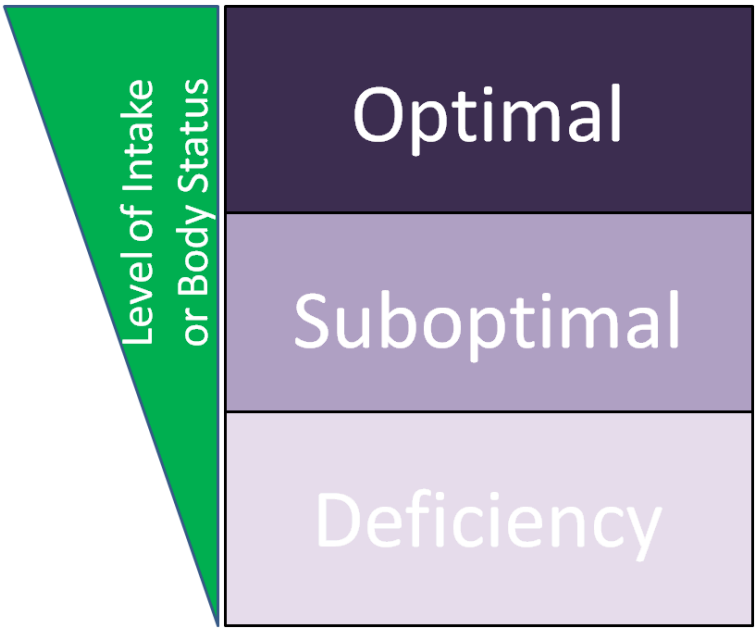 Level of Intake
or Body Status
Optimal
Suboptimal
Deficiency